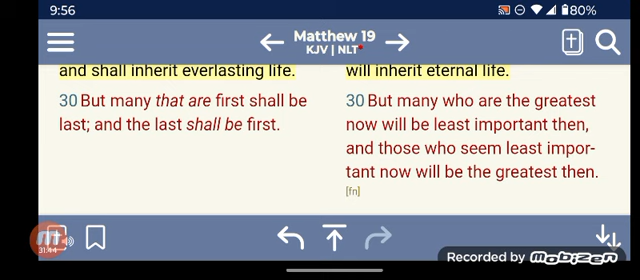 9:56
80%
Matthew 19
KJV | NLT
and shall inherit everlasting life.
30 But many that are first shall be
last; and the last shall be first.
will inherit eternal life.
30 But many who are the greatest
now will be least important then,
and those who seem least impor-
tant now will be the greatest then.
[fn]
31:44
Recorded by mobizen